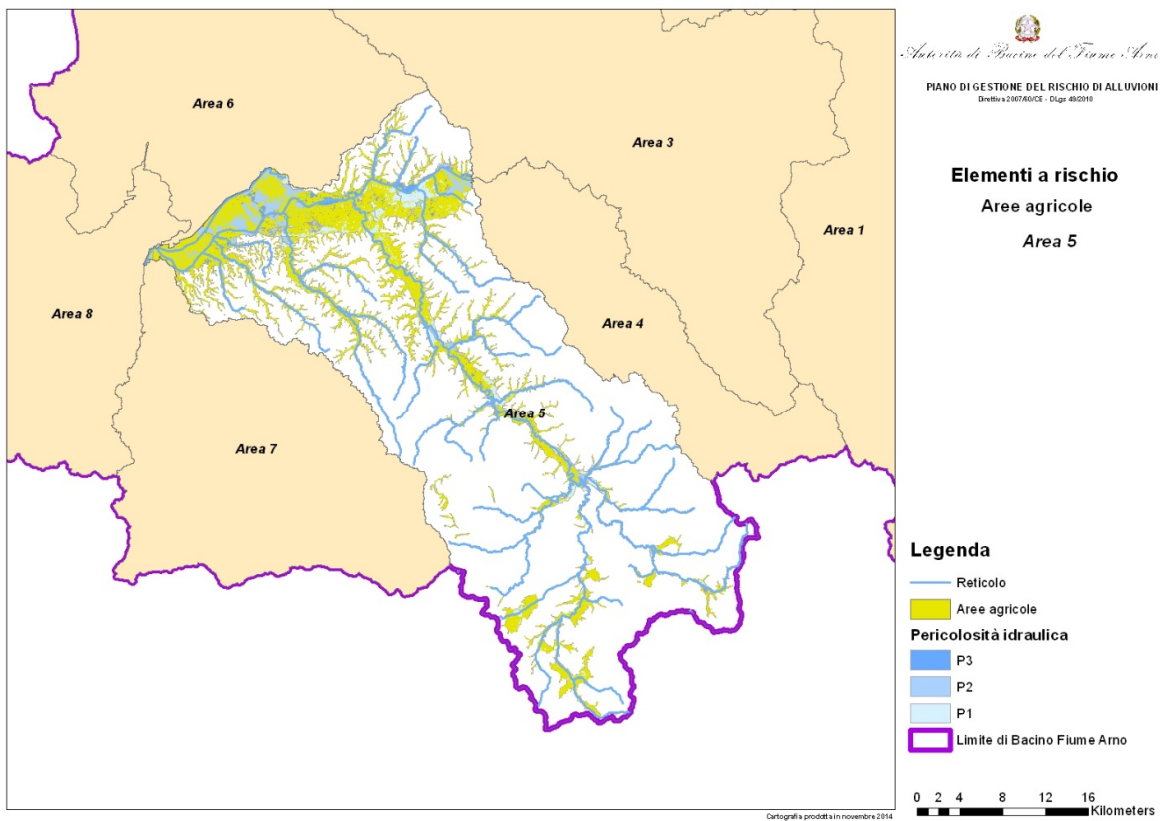 Autorità di Bacino del Fiume Arno
PIANO DI GESTIONE DEL RISCHIO DI ALLUVIONI
Direttiva 2007/60/CE - DLgs 49/2010
Elementi a rischio
Aree agricole
Area 5
Area 6
Area 3
Area 1
Area 8
Area 4
Area 5
Area 7
Legenda
Reticolo
Aree agricole
Pericolosità idraulica
P3
P2
P1
Limite di Bacino Fiume Arno
0 2 4 8 12 16
Kilometers
Cartografia prodotta in novembre 2014